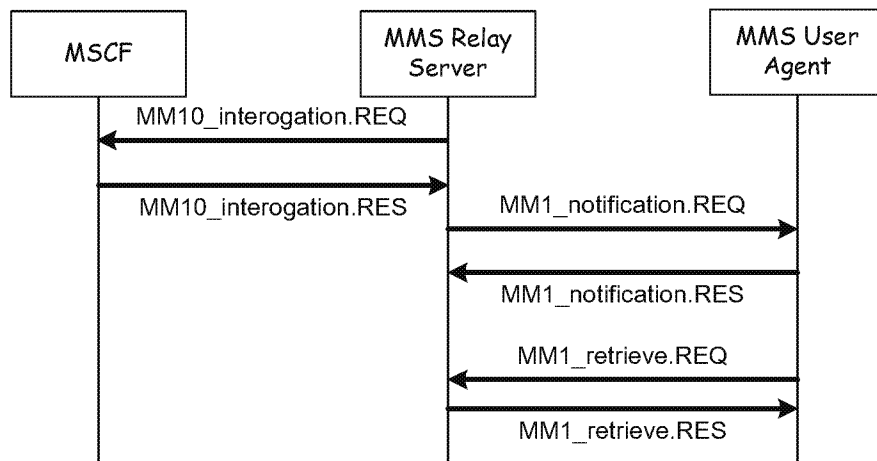 MSCF
MMS Relay
Server
MMS User
Agent
MM10_interogation.REQ
MM10_interogation.RES
MM1_notification.REQ
MM1_notification.RES
MM1_retrieve.REQ
MM1_retrieve.RES